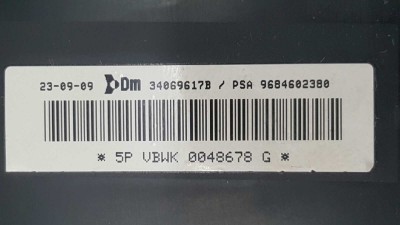 23-09-09 Dm 34069617B / PSA 9684602380
* 5P VBWK 0048678 G *